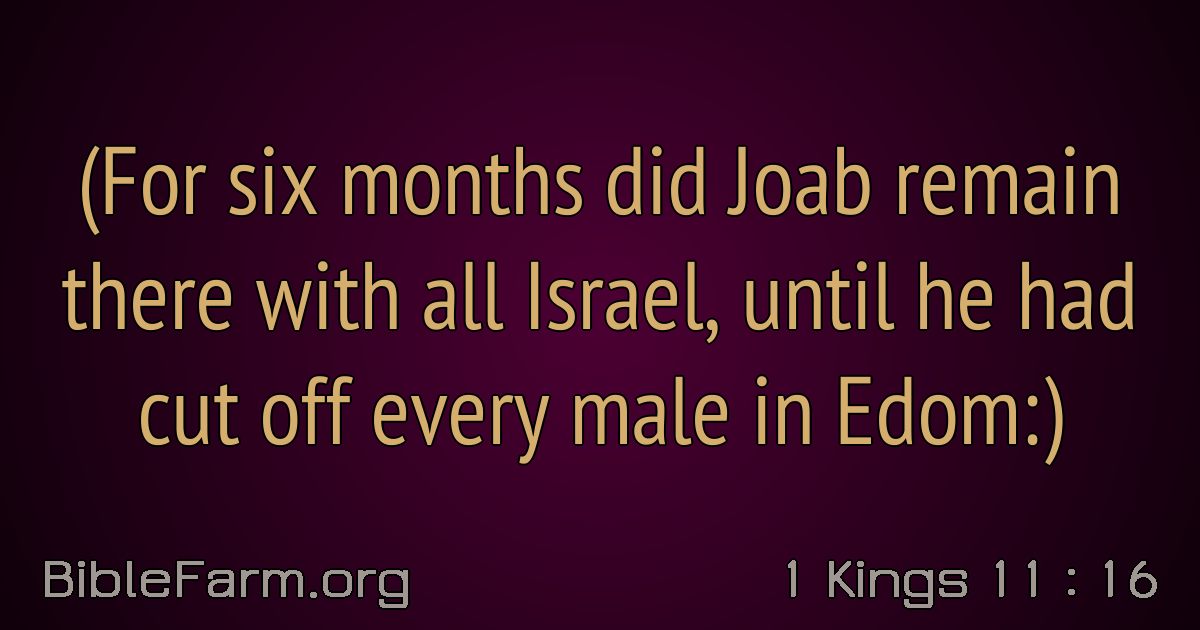 (For six months did Joab remain
there with all Israel, until he had
cut off every male in Edom:)
BibleFarm.org
1 Kings 11 : 16